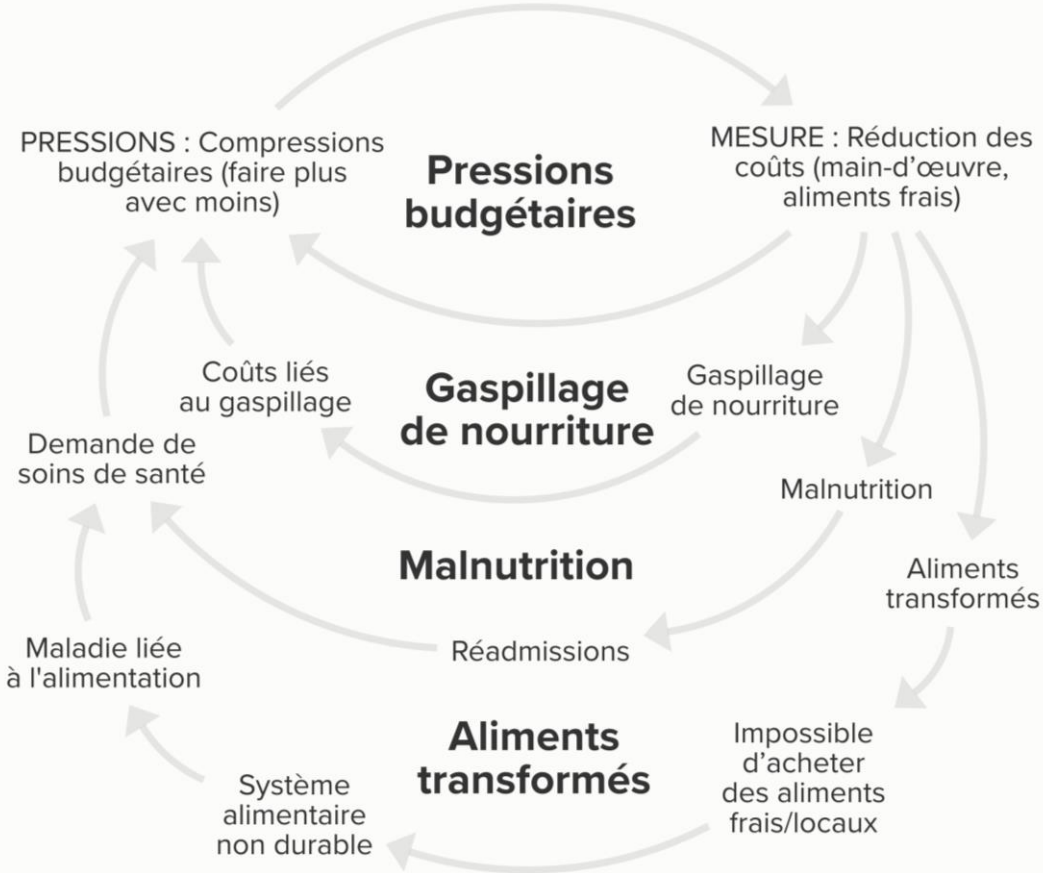 PRESSIONS : Compressions
budgétaires (faire plus
avec moins)
Pressions
budgétaires
MESURE : Réduction des
coûts (main-d’œuvre,
aliments frais)
Coûts liés
au gaspillage
Gaspillage
de nourriture
Gaspillage
de nourriture
Demande de
soins de santé
Malnutrition
Malnutrition
Aliments
transformés
Maladie liée
à l'alimentation
Réadmissions
Aliments
transformés
Impossible
d’acheter
des aliments
frais/locaux
Système
alimentaire
non durable